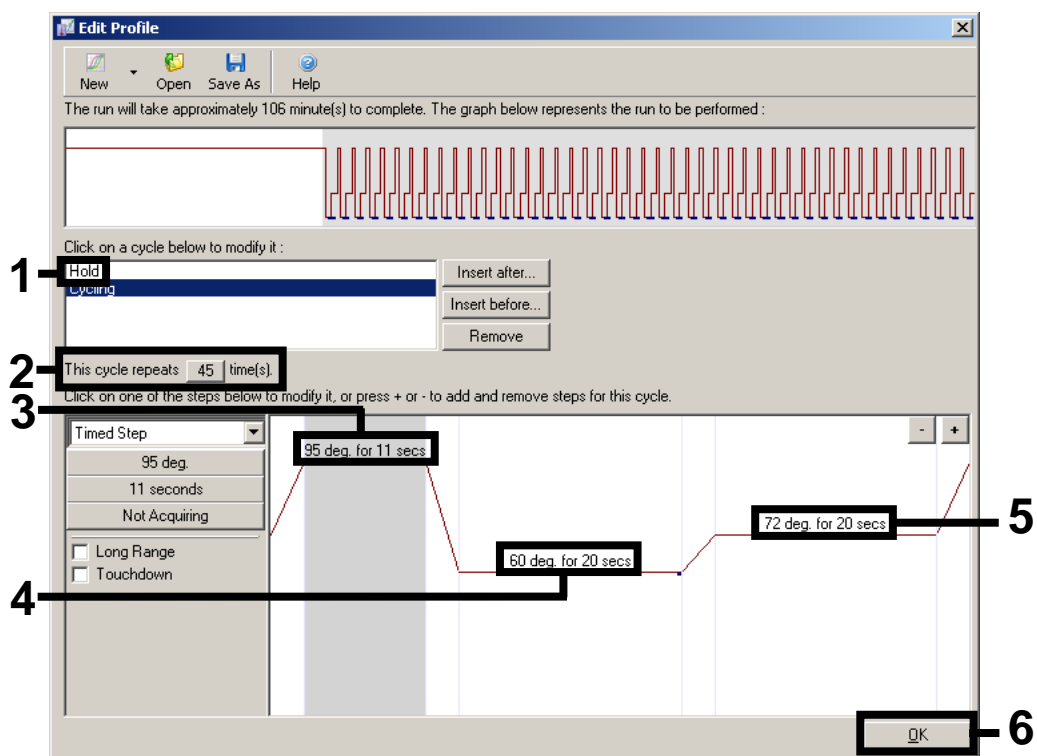 Edit Profile
New Open Save As Help
The run will take approximately 106 minute(s) to complete. The graph below represents the run to be performed :
Click on a cycle below to modify it :
1
Hold
Cycling
Insert after...
Insert before...
Remove
2
This cycle repeats 45 time(s).
Click on one of the steps below to modify it, or press + or - to add and remove steps for this cycle.
3
Timed Step
- +
95 deg.
11 seconds
Not Acquiring
Long Range
Touchdown
95 deg. for 11 secs
72 deg. for 20 secs
5
60 deg. for 20 secs
4
OK
6